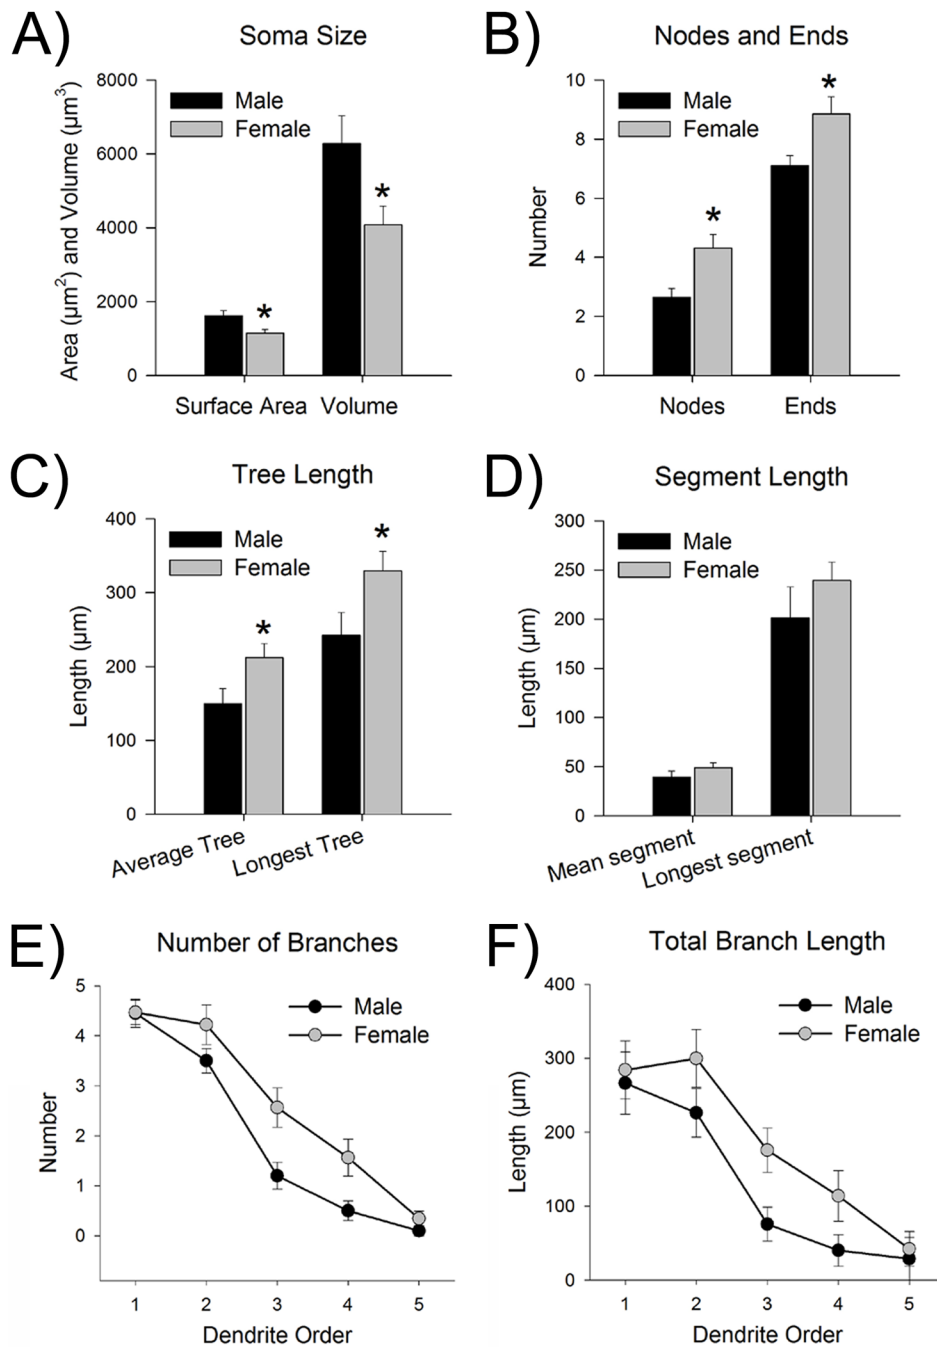 A)
Soma Size
Area (μm²) and Volume (μm³)
8000
6000
4000
2000
0
Male
Female
*
*
Surface Area
Volume
B)
Nodes and Ends
Number
10
8
6
4
2
0
Male
Female
*
*
Nodes
Ends
C)
Tree Length
Length (μm)
400
300
200
100
0
Male
Female
*
*
Average Tree
Longest Tree
D)
Segment Length
Length (μm)
300
250
200
150
100
50
0
Male
Female
Mean segment
Longest segment
E)
Number of Branches
Number
5
4
3
2
1
0
Male
Female
1 2 3 4 5
Dendrite Order
F)
Total Branch Length
Length (μm)
400
300
200
100
0
Male
Female
1 2 3 4 5
Dendrite Order